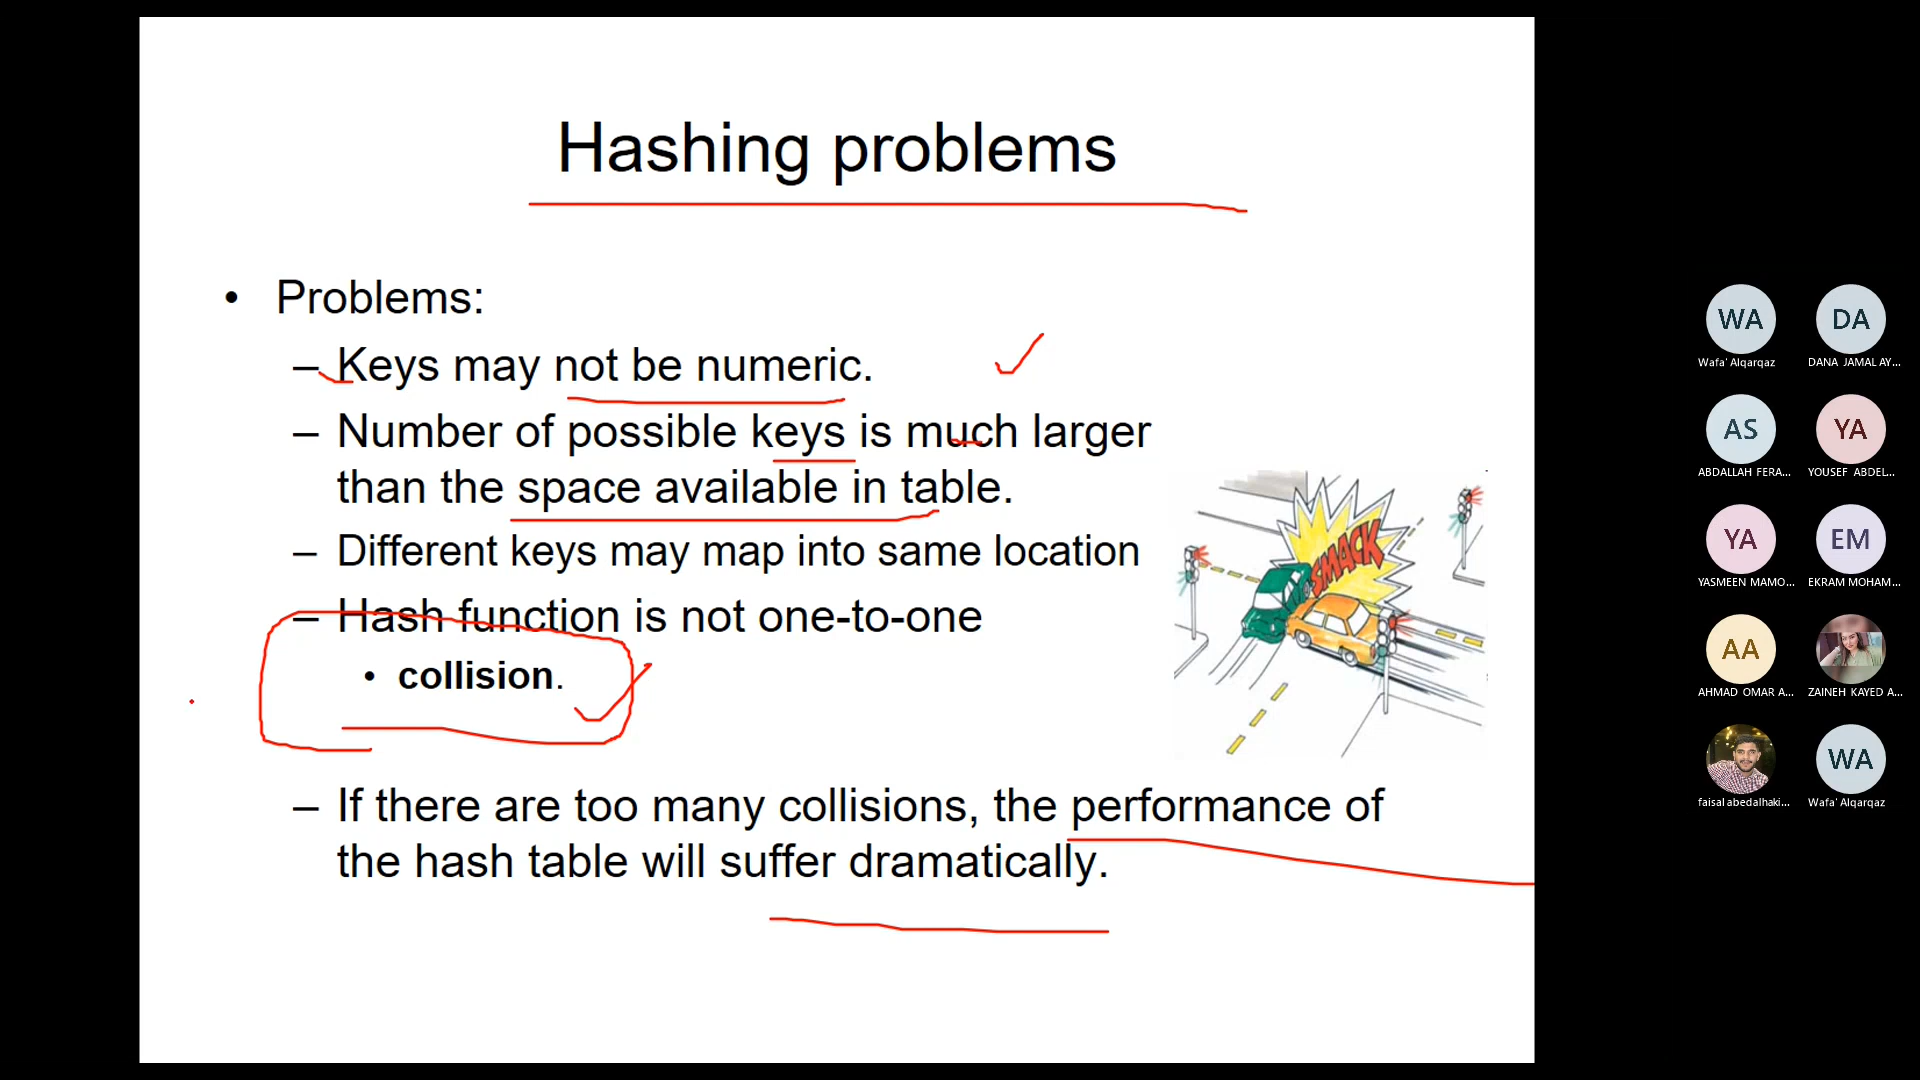 Hashing problems
• Problems:
– Keys may not be numeric.
– Number of possible keys is much larger
than the space available in table.
– Different keys may map into same location
– Hash function is not one-to-one
• collision.
– If there are too many collisions, the performance of
the hash table will suffer dramatically.
SMACK
WA
DA
Wafa' Alqarqaz
DANA JAMAL AY...
AS
YA
ABDALLAH FERA...
YOUSEF ABDEL...
YA
EM
YASMEEN MAMO...
EKRAM MOHAM...
AA
AHMAD OMAR A...
ZAINEH KAYED A...
WA
faisal abedalhaki...
Wafa' Alqarqaz